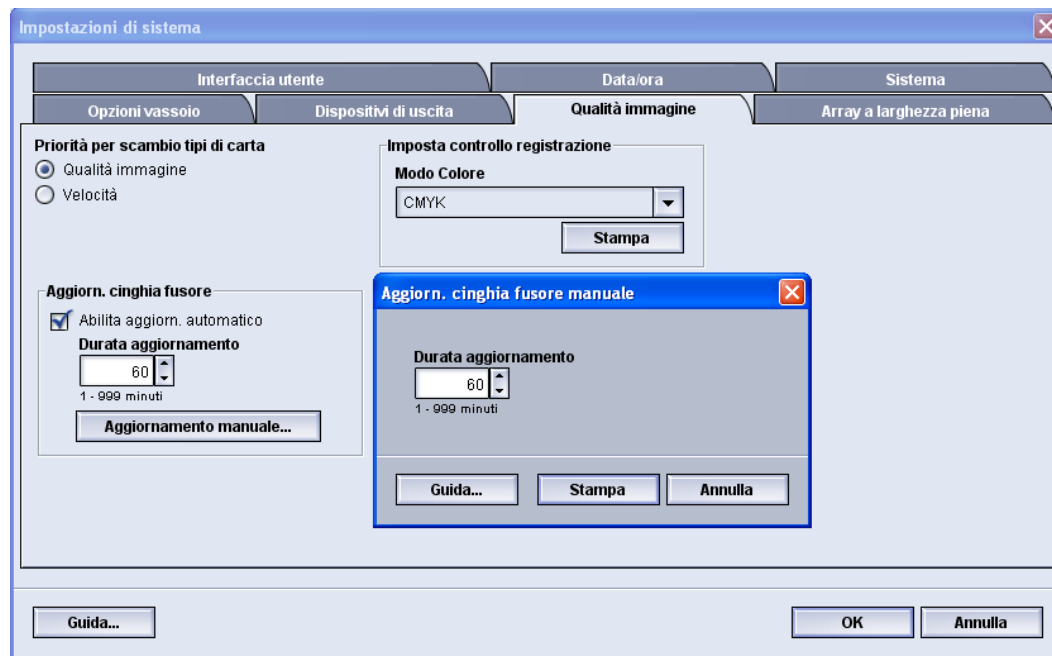 Impostazioni di sistema
Interfaccia utente
Data/ora
Sistema
Opzioni vassoio
Dispositivi di uscita
Qualità immagine
Array a larghezza piena
Priorità per scambio tipi di carta
Qualità immagine
Velocità
Imposta controllo registrazione
Modo Colore
CMYK
Stampa
Aggiorn. cinghia fusore
Abilita aggiorn. automatico
Durata aggiornamento
60
1 - 999 minuti
Aggiornamento manuale...
Aggiorn. cinghia fusore manuale
Durata aggiornamento
60
1 - 999 minuti
Guida...
Stampa
Annulla
Guida...
OK
Annulla